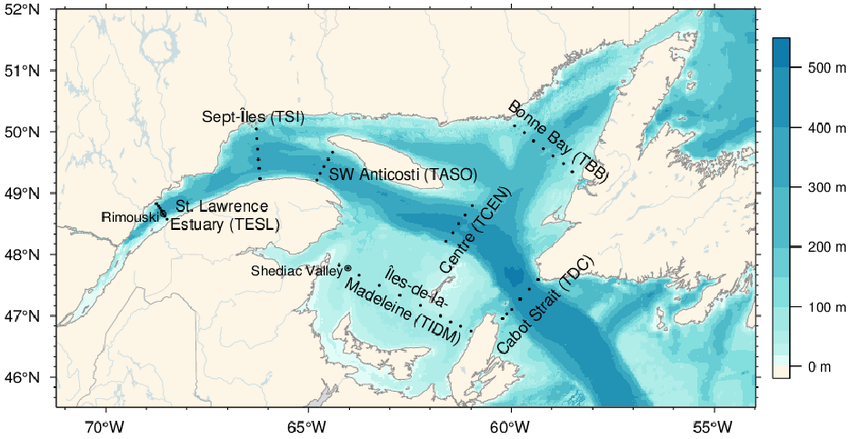 52°N
51°N
50°N
49°N
48°N
47°N
46°N
70°W
65°W
60°W
55°W
Sept-Îles (TSI)
Bonne Bay (TBB)
SW Anticosti (TASO)
Rimouski
St. Lawrence
Estuary (TESL)
Centre (TCEN)
Shediac Valley
Îles-de-la-
Madeleine (TIDM)
Cabot Strait (TDC)
500 m
400 m
300 m
200 m
100 m
0 m